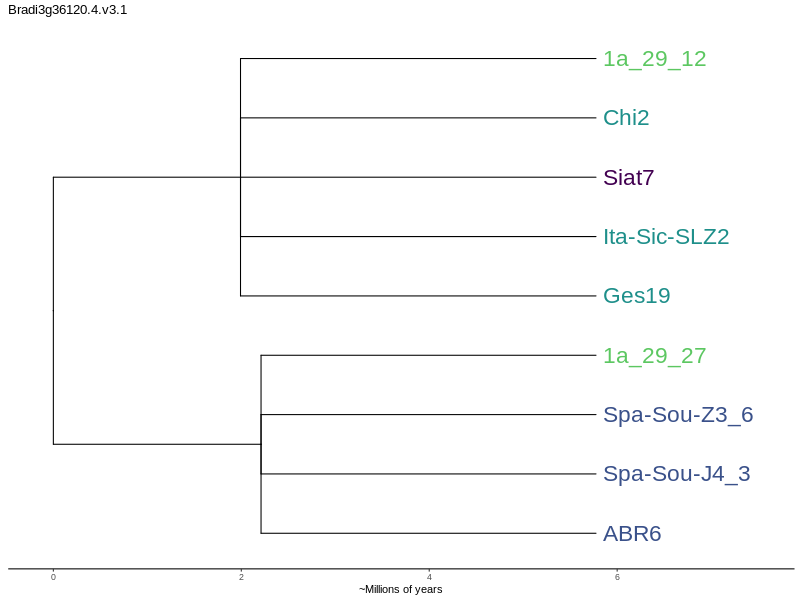 Bradi3g36120.4.v3.1
1a_29_12
Chi2
Siat7
Ita-Sic-SLZ2
Ges19
1a_29_27
Spa-Sou-Z3_6
Spa-Sou-J4_3
ABR6
0 2 4 6
~Millions of years